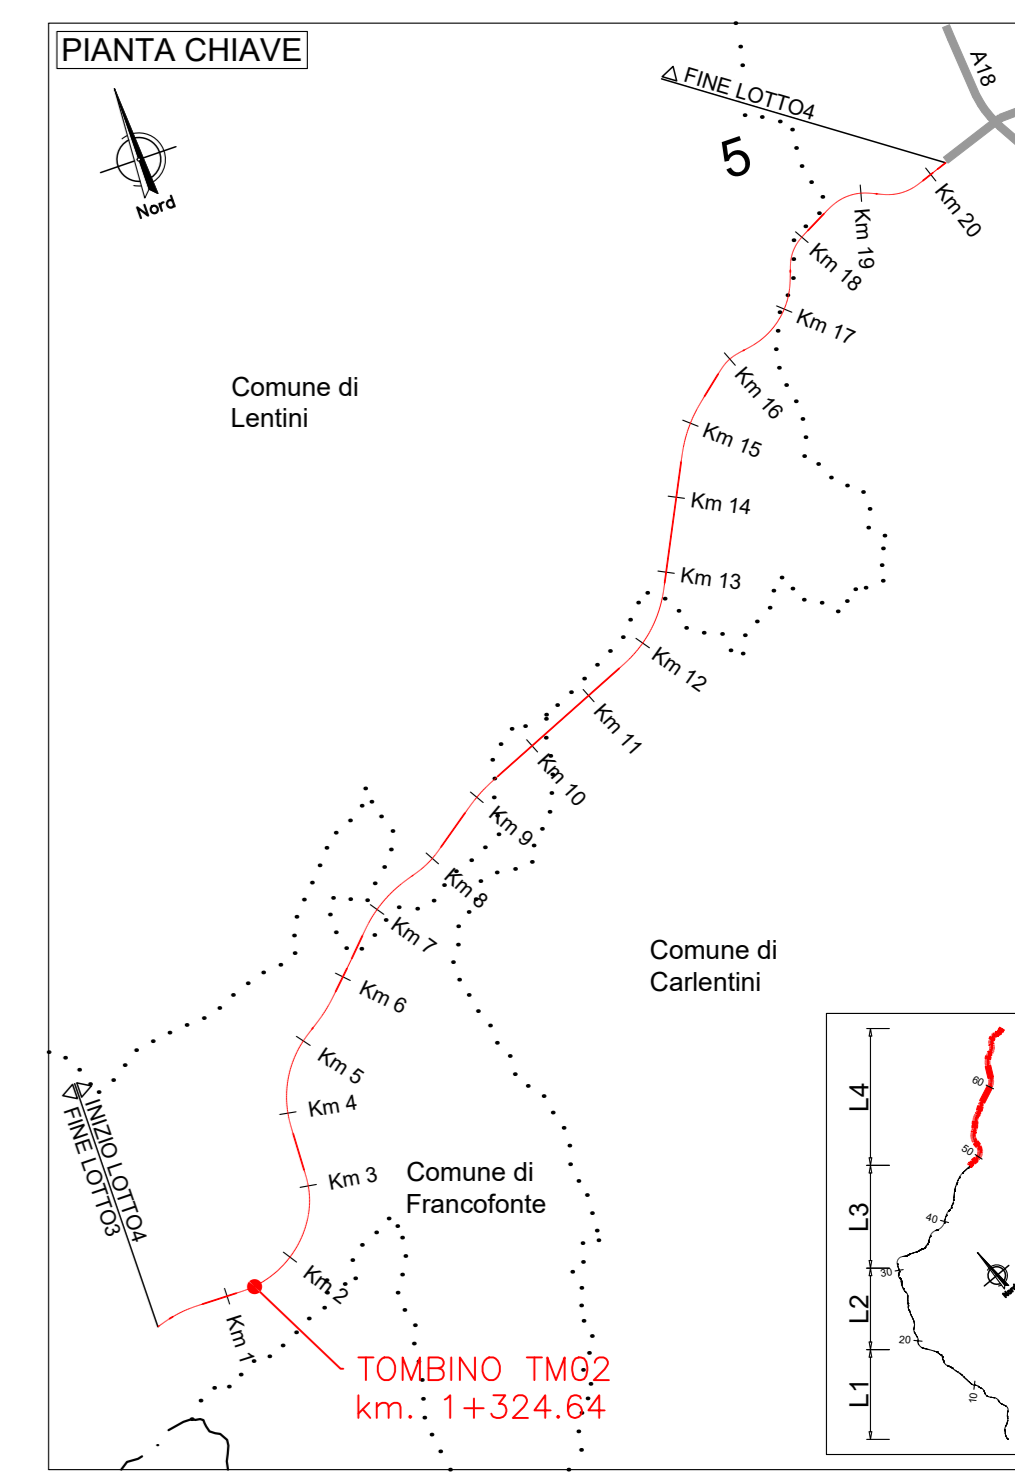 PIANTA CHIAVE
Nord
A18
FINE LOTTO4
5
Km 20
Km 19
Km 18
Km 17
Km 16
Km 15
Km 14
Km 13
Km 12
Km 11
Km 10
Km 9
Km 8
Km 7
Km 6
Km 5
Km 4
Km 3
Km 2
Km 1
Comune di
Lentini
Comune di
Carlentini
Comune di
Francofonte
INIZIO LOTTO4
FINE LOTTO3
TOMBINO TM02
km. 1+324.64
L4
L3
L2
L1
60
50
40
30
20
10